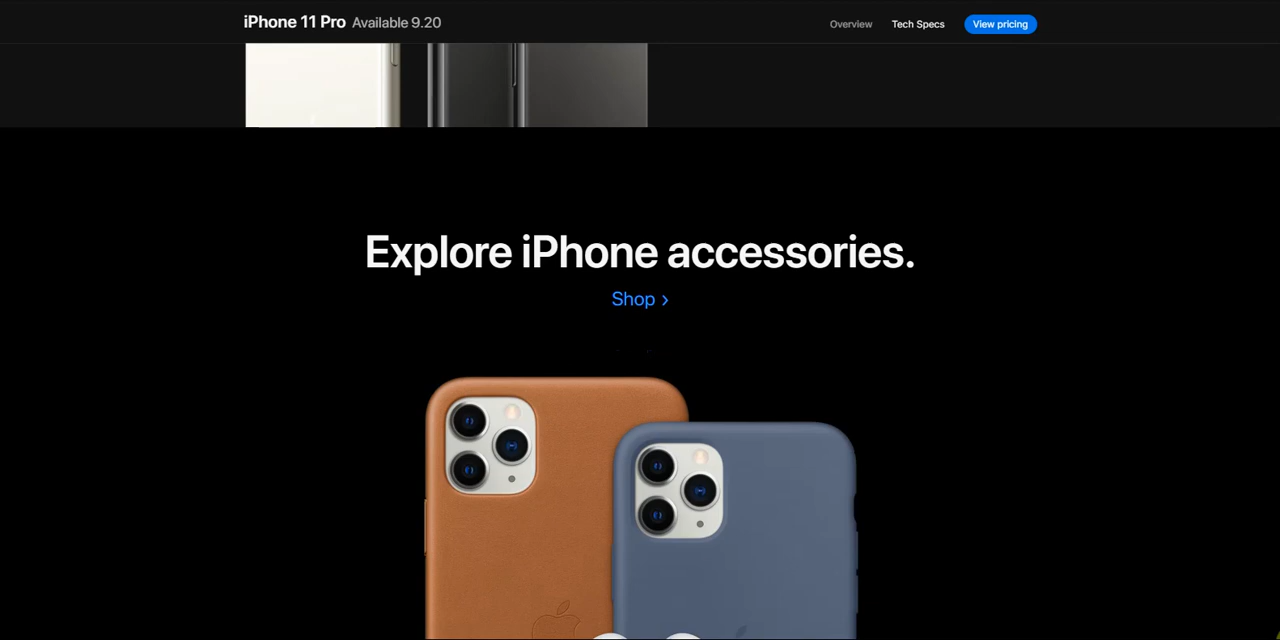 iPhone 11 Pro Available 9.20
Overview Tech Specs View pricing
Explore iPhone accessories.
Shop >